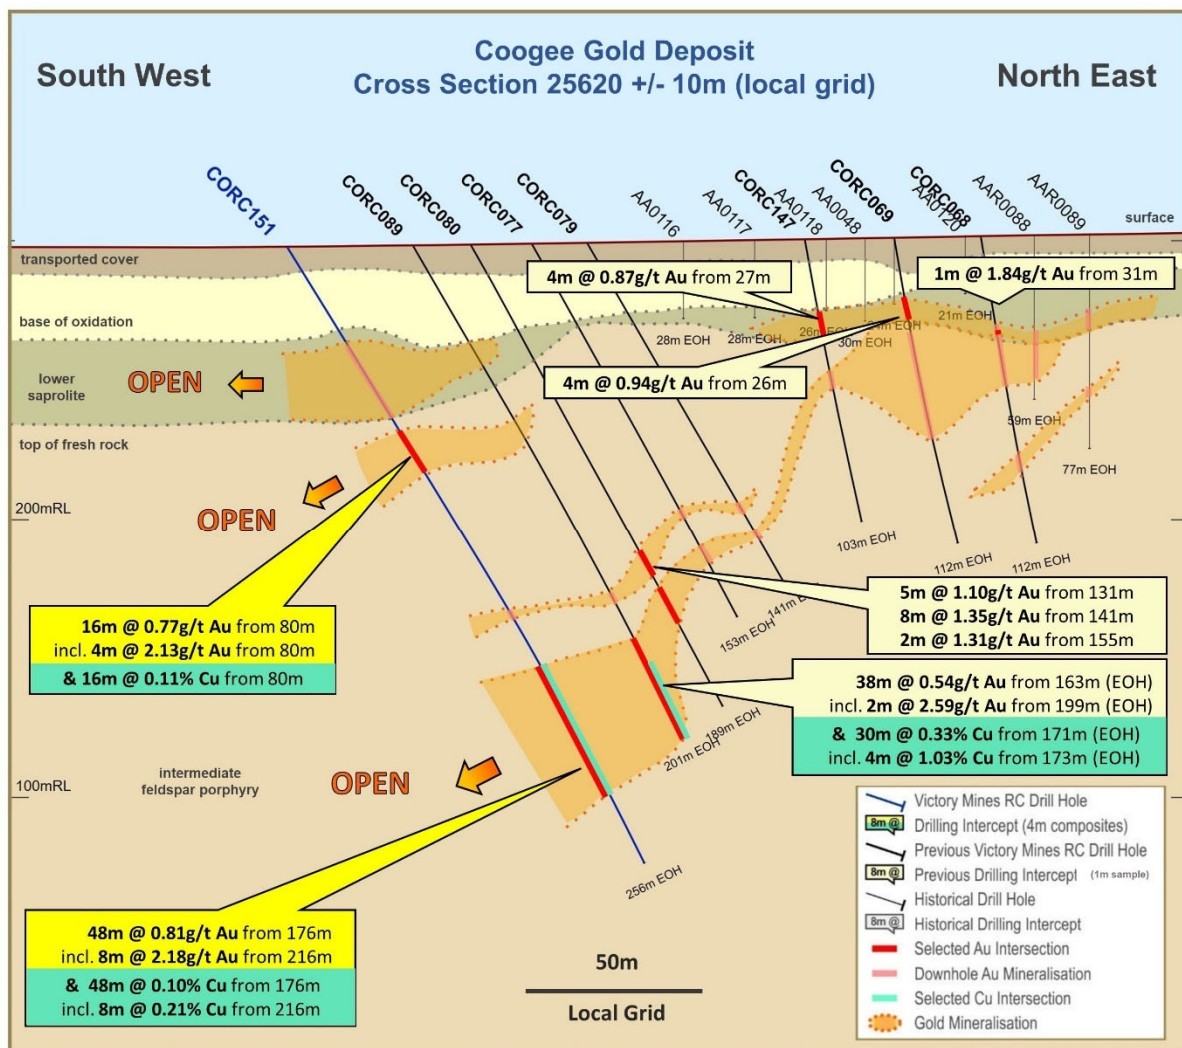 Coogee Gold Deposit
Cross Section 25620 +/- 10m (local grid)
South West
North East
CORC151
CORC089
CORC080
CORC077
CORC079
AA0116
AA0117
CORC147
AA0118
AA0048
CORC069
AA0120
CORC068
AAR0088
AAR0089
surface
transported cover
4m @ 0.87g/t Au from 27m
1m @ 1.84g/t Au from 31m
base of oxidation
28m EOH
28m EOH
26m EOH
30m EOH
21m EOH
4m @ 0.94g/t Au from 26m
lower
saprolite
OPEN
59m EOH
top of fresh rock
77m EOH
200mRL
OPEN
103m EOH
112m EOH
112m EOH
5m @ 1.10g/t Au from 131m
8m @ 1.35g/t Au from 141m
2m @ 1.31g/t Au from 155m
153m EOH
16m @ 0.77g/t Au from 80m
incl. 4m @ 2.13g/t Au from 80m
& 16m @ 0.11% Cu from 80m
38m @ 0.54g/t Au from 163m (EOH)
incl. 2m @ 2.59g/t Au from 199m (EOH)
& 30m @ 0.33% Cu from 171m (EOH)
incl. 4m @ 1.03% Cu from 173m (EOH)
189m EOH
201m EOH
100mRL
intermediate
feldspar porphyry
OPEN
256m EOH
48m @ 0.81g/t Au from 176m
incl. 8m @ 2.18g/t Au from 216m
& 48m @ 0.10% Cu from 176m
incl. 8m @ 0.21% Cu from 216m
50m
Local Grid
Victory Mines RC Drill Hole
8m @ Drilling Intercept (4m composites)
Previous Victory Mines RC Drill Hole
8m @ Previous Drilling Intercept (1m sample)
Historical Drill Hole
8m @ Historical Drilling Intercept
Selected Au Intersection
Downhole Au Mineralisation
Selected Cu Intersection
Gold Mineralisation